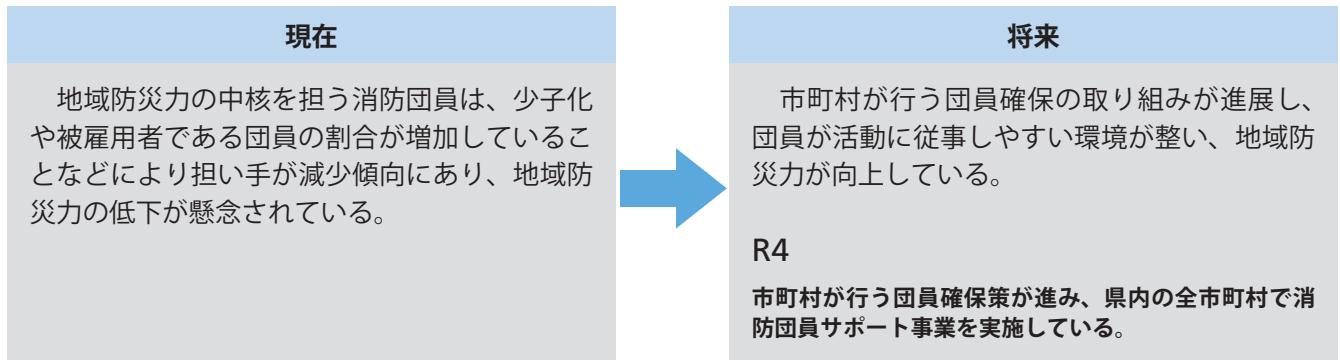 現在
　地域防災力の中核を担う消防団員は、少子化
や被雇用者である団員の割合が増加しているこ
となどにより担い手が減少傾向にあり、地域防
災力の低下が懸念されている。
将来
　市町村が行う団員確保の取り組みが進展し、
団員が活動に従事しやすい環境が整い、地域防
災力が向上している。
R4
市町村が行う団員確保策が進み、県内の全市町村で消
防団員サポート事業を実施している。